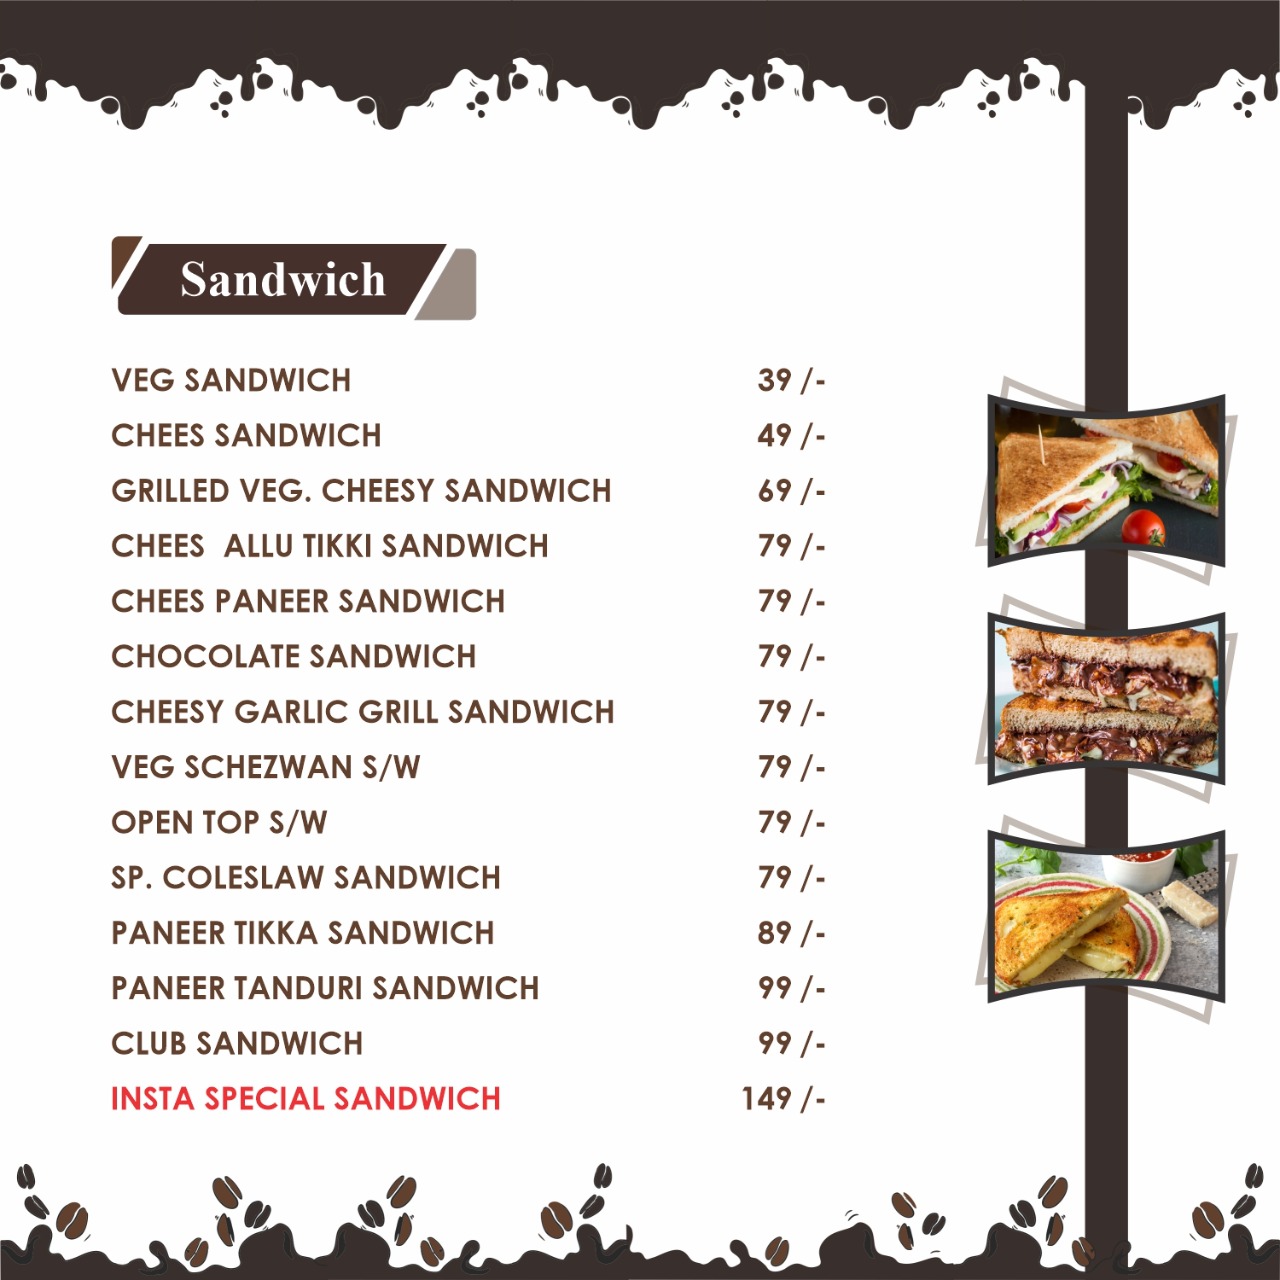 Sandwich
VEG SANDWICH 39 /-
CHEES SANDWICH 49 /-
GRILLED VEG. CHEESY SANDWICH 69 /-
CHEES  ALLU TIKKI SANDWICH 79 /-
CHEES PANEER SANDWICH 79 /-
CHOCOLATE SANDWICH 79 /-
CHEESY GARLIC GRILL SANDWICH 79 /-
VEG SCHEZWAN S/W 79 /-
OPEN TOP S/W 79 /-
SP. COLESLAW SANDWICH 79 /-
PANEER TIKKA SANDWICH 89 /-
PANEER TANDURI SANDWICH 99 /-
CLUB SANDWICH 99 /-
INSTA SPECIAL SANDWICH 149 /-